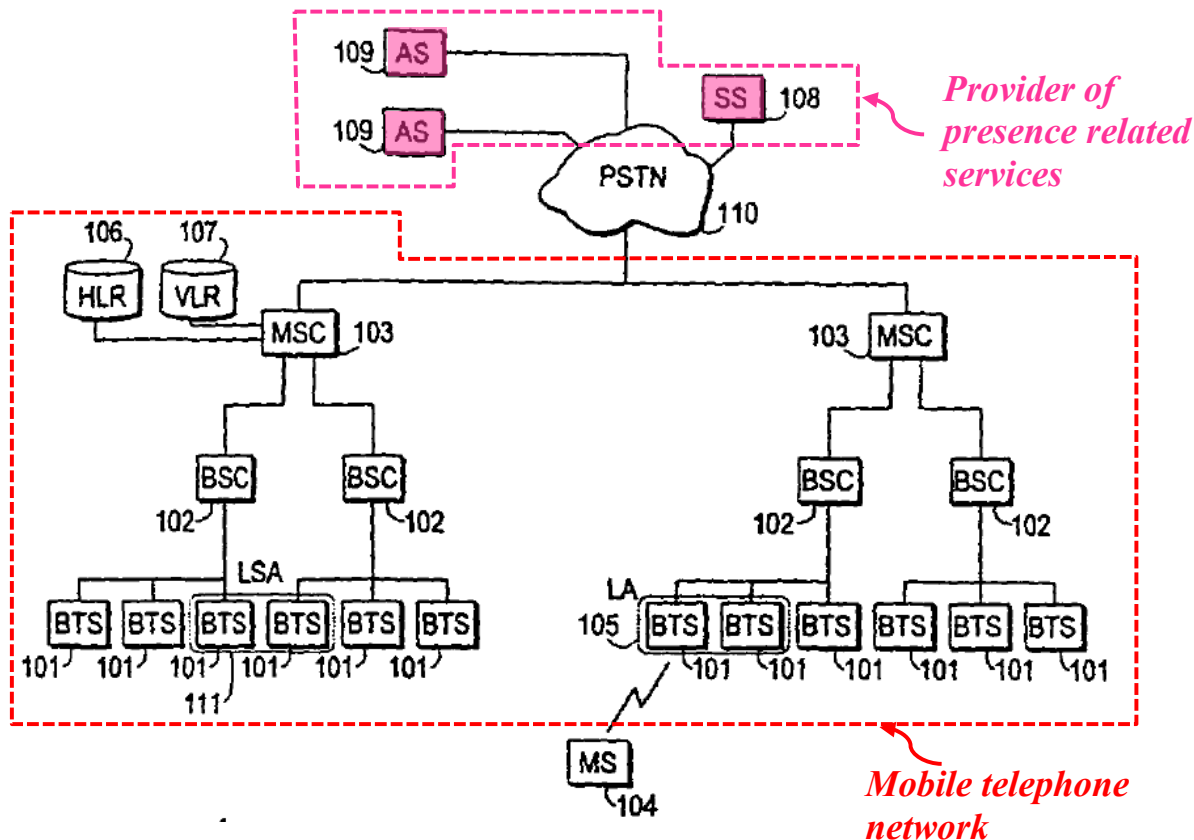 109 AS
SS 108
109 AS
Provider of
presence related
services
PSTN
110
106 107
HLR VLR
MSC 103
103 MSC
BSC BSC
102 102
BSC BSC
102 102
LSA
BTS BTS BTS BTS BTS BTS
101 101 101 101 101 101
111
LA
105 BTS BTS BTS BTS BTS BTS
101 101 101 101 101 101
MS
104
Mobile telephone
network